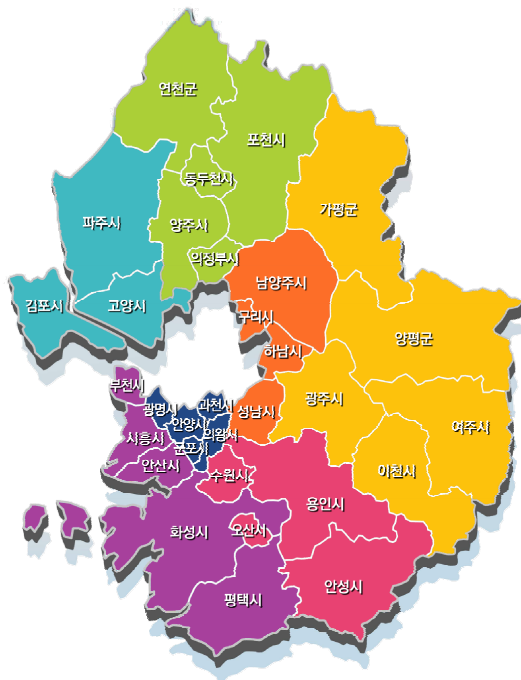 연천군
포천시
동두천시
가평군
파주시
양주시
의정부시
남양주시
김포시
고양시
구리시
양평군
하남시
부천시
광명시
과천시
성남시
광주시
안양시
여주시
시흥시
의왕시
군포시
안산시
수원시
이천시
용인시
화성시
오산시
안성시
평택시